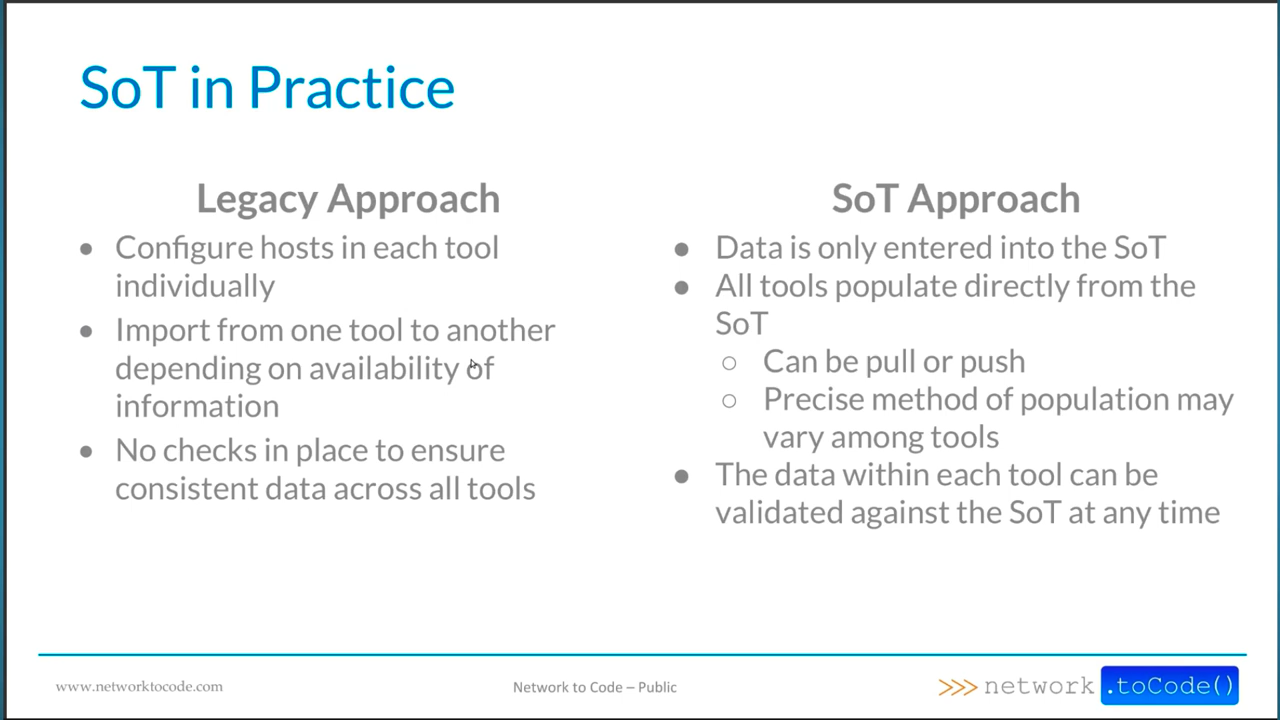 SoT in Practice
Legacy Approach
● Configure hosts in each tool
individually
● Import from one tool to another
depending on availability of
information
● No checks in place to ensure
consistent data across all tools
SoT Approach
● Data is only entered into the SoT
● All tools populate directly from the
SoT
○ Can be pull or push
○ Precise method of population may
vary among tools
● The data within each tool can be
validated against the SoT at any time
www.networktocode.com
Network to Code – Public
>>> network .toCode()